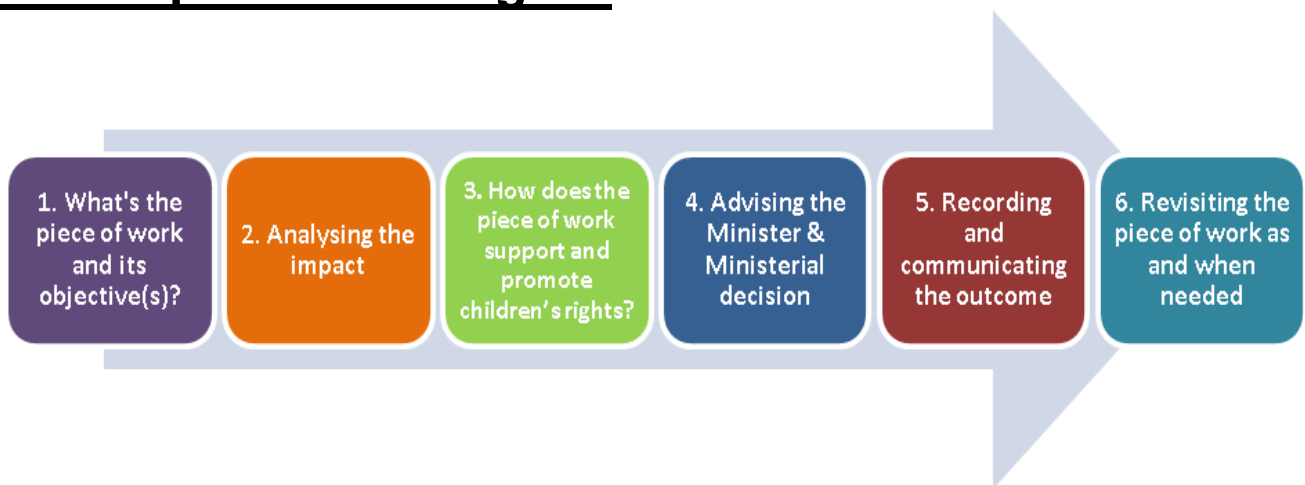 1. What's the
piece of work
and its
objective(s)?
2. Analysing the
impact
3. How does the
piece of work
support and
promote
children's rights?
4. Advising the
Minister &
Ministerial
decision
5. Recording
and
communicating
the outcome
6. Revisiting the
piece of work as
and when
needed